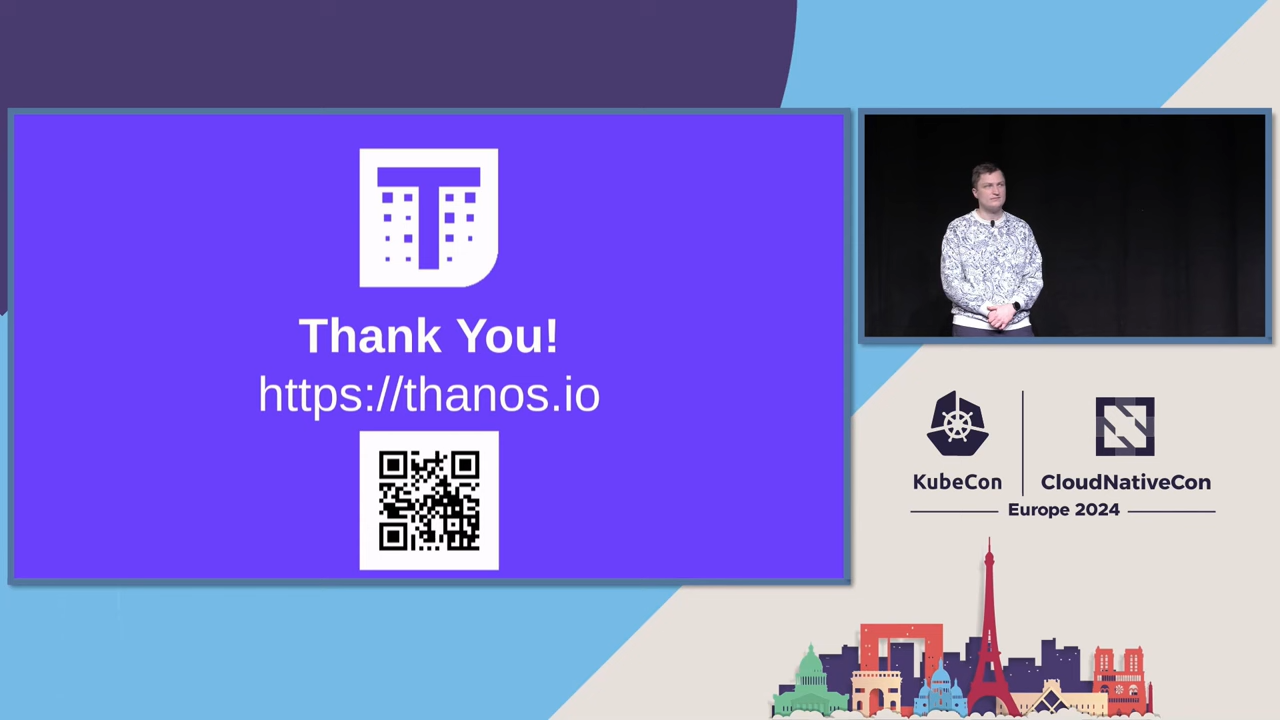 T
Thank You!
https://thanos.io
KubeCon
CloudNativeCon
Europe 2024